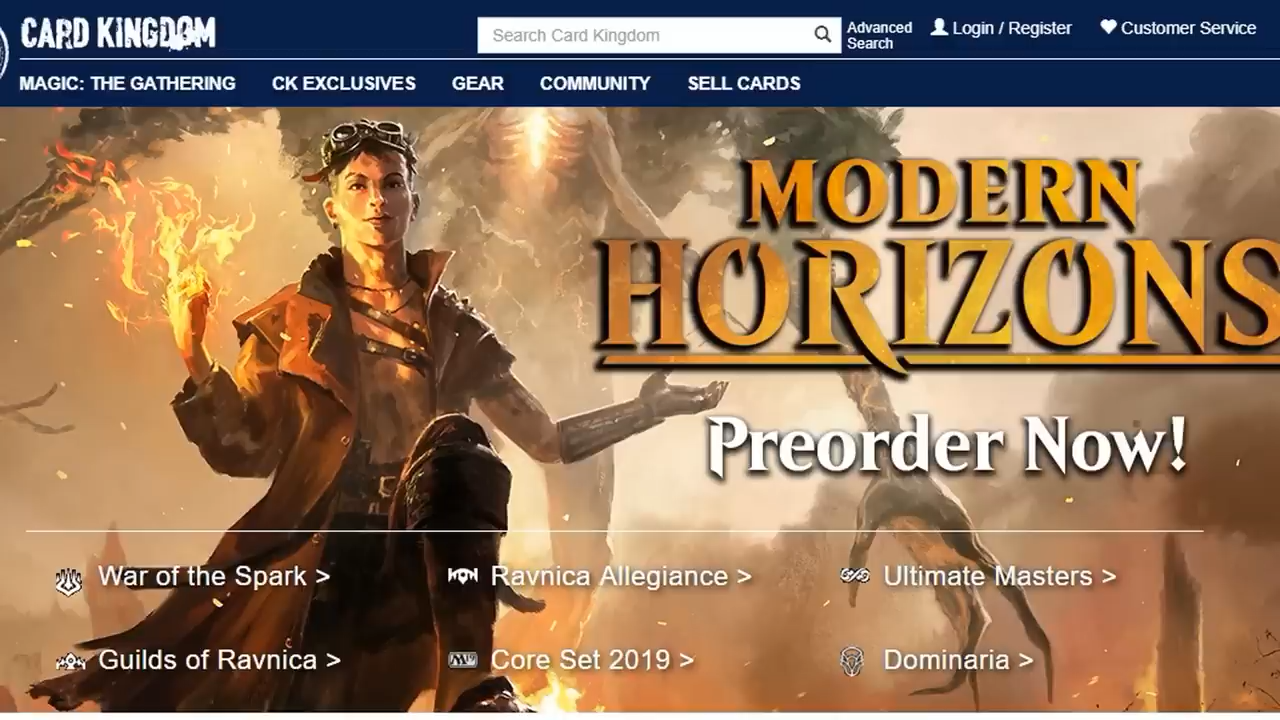 CARD KINGDOM
Search Card Kingdom
Advanced
Search
Login / Register
Customer Service
MAGIC: THE GATHERING
CK EXCLUSIVES
GEAR
COMMUNITY
SELL CARDS
MODERN
HORIZONS
Preorder Now!
War of the Spark >
Ravnica Allegiance >
Ultimate Masters >
Guilds of Ravnica >
Core Set 2019 >
Dominaria >